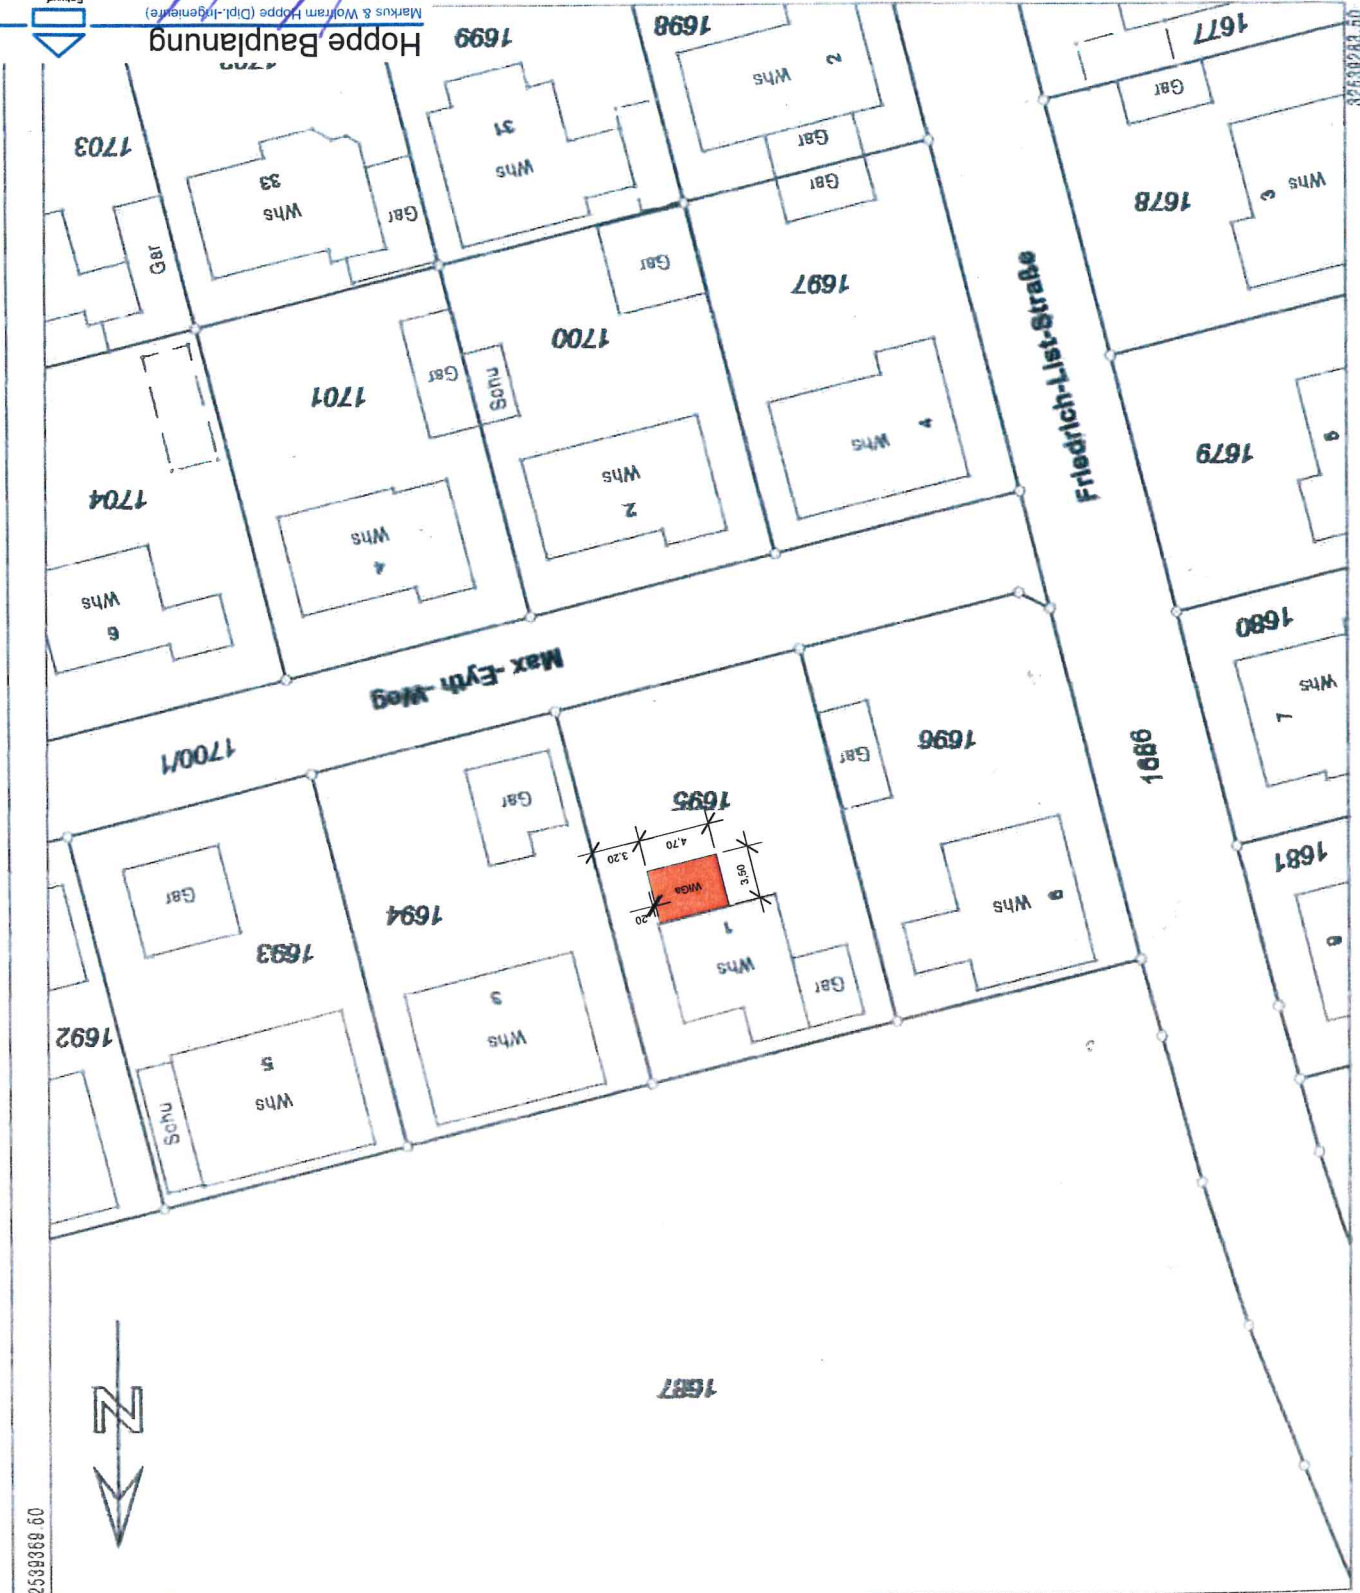 2539369.60
N
1687
Whs
5
Schu
1692
Whs
3
Whs
1
Gar
Whs
6
9
1681
1693
Gar
1694
Gar
WiGa
20
3,50
4,70
3,20
1695
Gar
1696
1686
7
Whs
1680
1700/1
Max-Eyth-Weg
6
Whs
1704
4
Whs
1701
Gar
Schu
2
Whs
1700
Gar
4
Whs
1697
Gar
Gar
Friedrich-List-Straße
5
1679
1678
3
Whs
Gar
1677
1703
Gar
Whs
33
Gar
Whs
31
1699
Whs
2
1698
Hoppe Bauplanung
Markus & Wolfram Hoppe (Dipl.-Ingenieure)